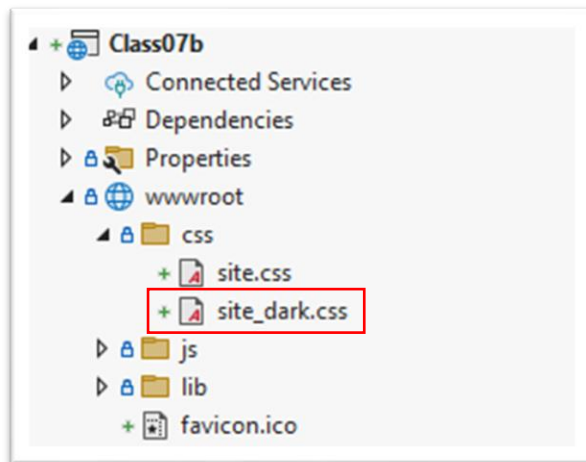 Class07b
Connected Services
Dependencies
Properties
wwwroot
css
site.css
site_dark.css
js
lib
favicon.ico